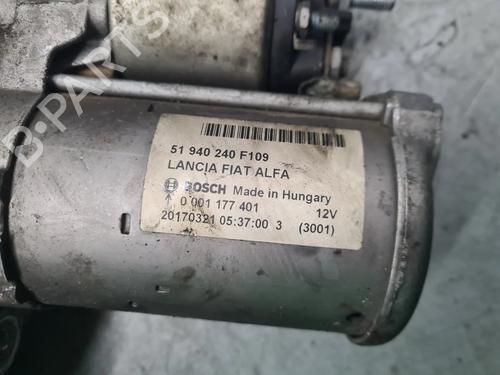 B-PARTS
51 940 240 F109
LANCIA FIAT ALFA
BOSCH Made in Hungary
0 001 177 401 12V
20170321 05:37:00 3 (3001)